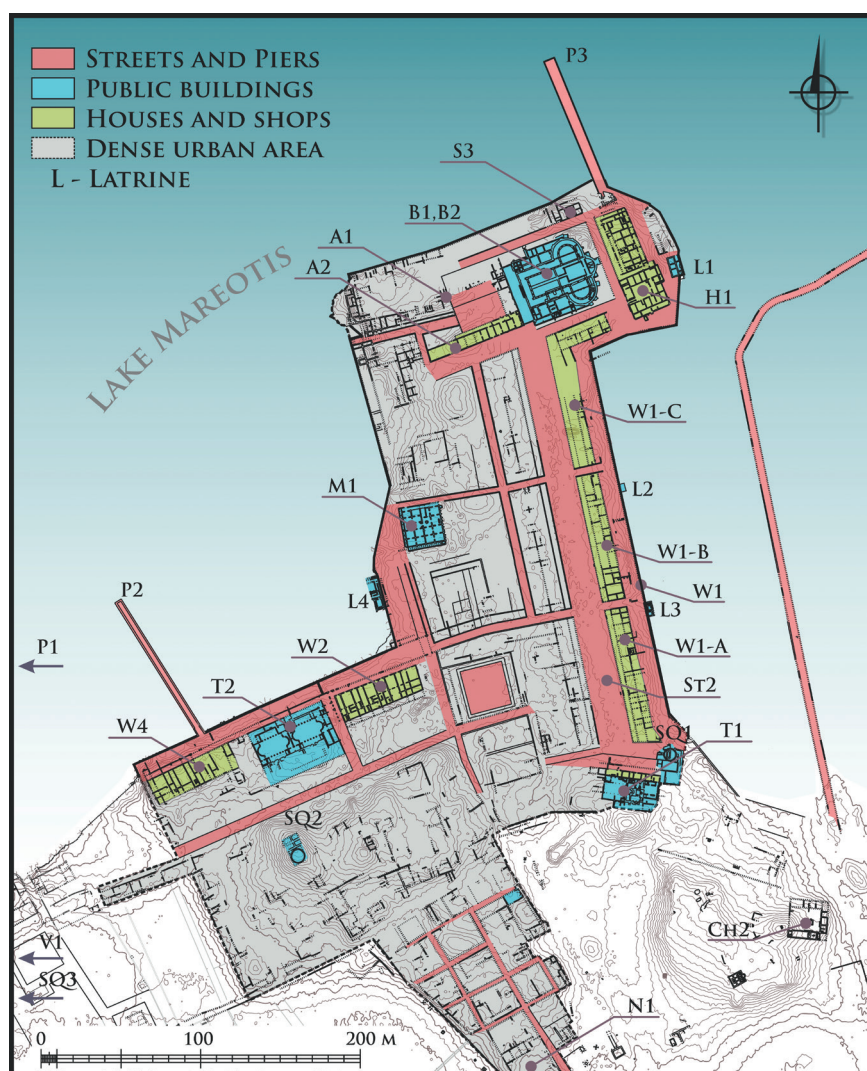 Streets and Piers
Public buildings
Houses and shops
Dense urban area
L - Latrine
P3
S3
B1,B2
A1
A2
L1
H1
Lake Mareotis
W1-C
M1
L2
W1-B
P2
L4
W1
L3
P1
W2
W1-A
T2
St2
W4
SQ1
T1
SQ2
Ch2
V1
SQ3
N1
0 100 200 m